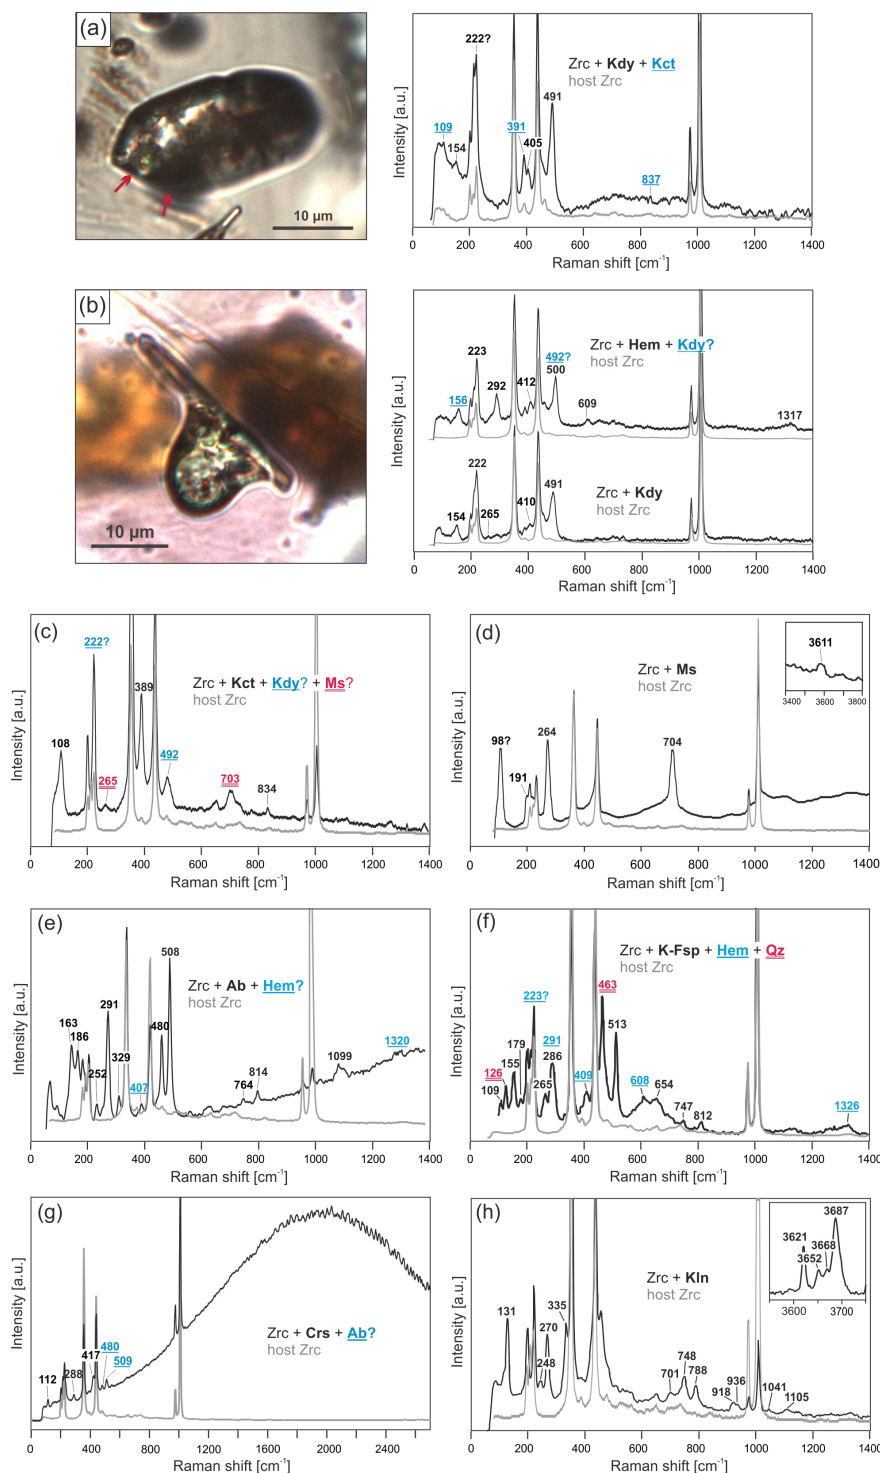 (a)
10 µm
Intensity [a.u.]
Zrc + Kdy + Kct
host Zrc
222?
109
154
391
405
491
837
0 200 400 600 800 1000 1200 1400
Raman shift [cm-1]
(b)
10 µm
Intensity [a.u.]
Zrc + Hem + Kdy?
host Zrc
223
156
292
412
492?
500
609
1317
Zrc + Kdy
host Zrc
222
154
265
410
491
0 200 400 600 800 1000 1200 1400
Raman shift [cm-1]
(c)
Intensity [a.u.]
Zrc + Kct + Kdy? + Ms?
host Zrc
222?
108
265
389
492
703
834
0 200 400 600 800 1000 1200 1400
Raman shift [cm-1]
(d)
Intensity [a.u.]
Zrc + Ms
host Zrc
98?
191
264
704
3611
3400 3600 3800
0 200 400 600 800 1000 1200 1400
Raman shift [cm-1]
(e)
Intensity [a.u.]
Zrc + Ab + Hem?
host Zrc
163
186
252
291
329
407
480
508
764
814
1099
1320
0 200 400 600 800 1000 1200 1400
Raman shift [cm-1]
(f)
Intensity [a.u.]
Zrc + K-Fsp + Hem + Qz
host Zrc
109
126
155
179
223?
265
286
291
409
463
513
608
654
747
812
1326
0 200 400 600 800 1000 1200 1400
Raman shift [cm-1]
(g)
Intensity [a.u.]
Zrc + Crs + Ab?
host Zrc
112
288
417
480
509
0 400 800 1200 1600 2000 2400
Raman shift [cm-1]
(h)
Intensity [a.u.]
Zrc + Kln
host Zrc
131
248
270
335
701
748
788
918
936
1041
1105
3621
3652
3668
3687
3600 3700
0 200 400 600 800 1000 1200 1400
Raman shift [cm-1]